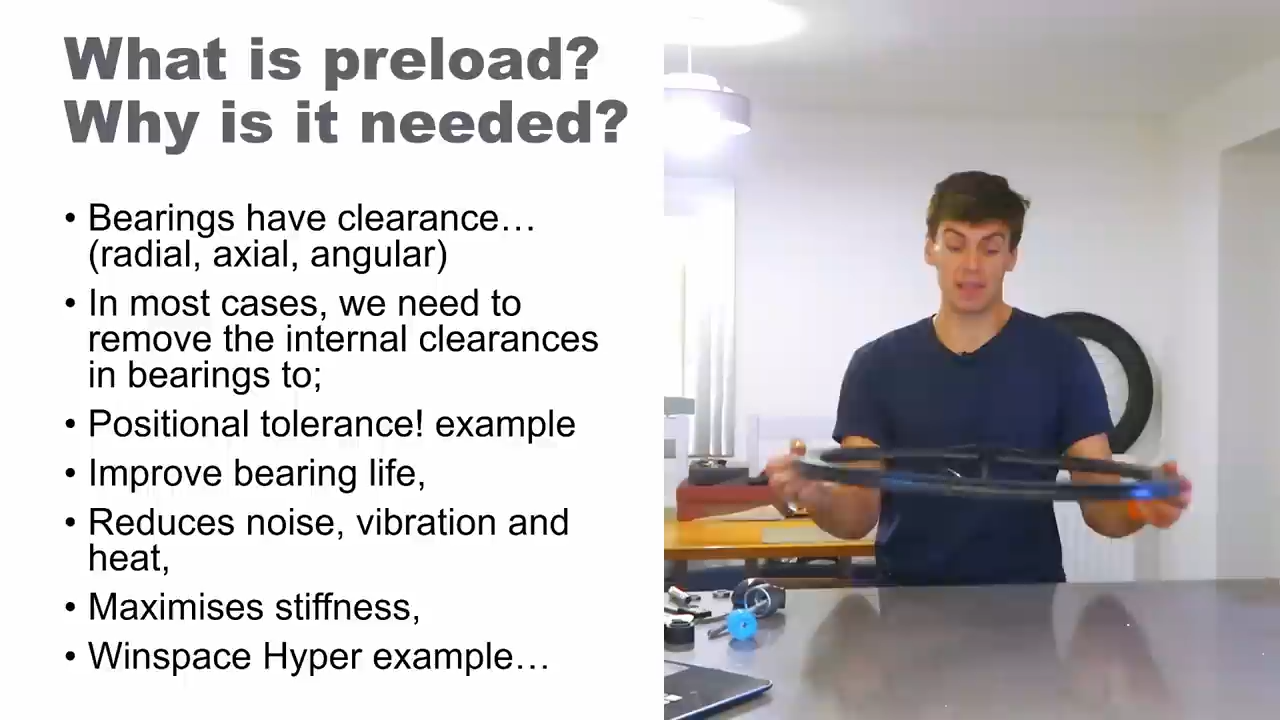 What is preload?
Why is it needed?
• Bearings have clearance…
(radial, axial, angular)
• In most cases, we need to
remove the internal clearances
in bearings to;
• Positional tolerance! example
• Improve bearing life,
• Reduces noise, vibration and
heat,
• Maximises stiffness,
• Winspace Hyper example…